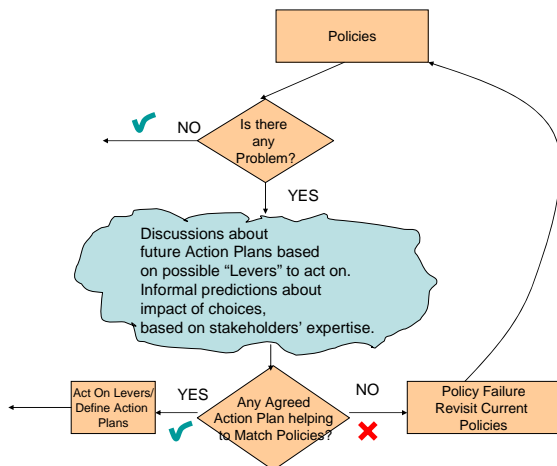 Policies
NO
Is there
any
Problem?
YES
Discussions about
future Action Plans based
on possible “Levers” to act on.
Informal predictions about
impact of choices,
based on stakeholders’ expertise.
Act On Levers/
Define Action
Plans
YES
Any Agreed
Action Plan helping
to Match Policies?
NO
Policy Failure
Revisit Current
Policies